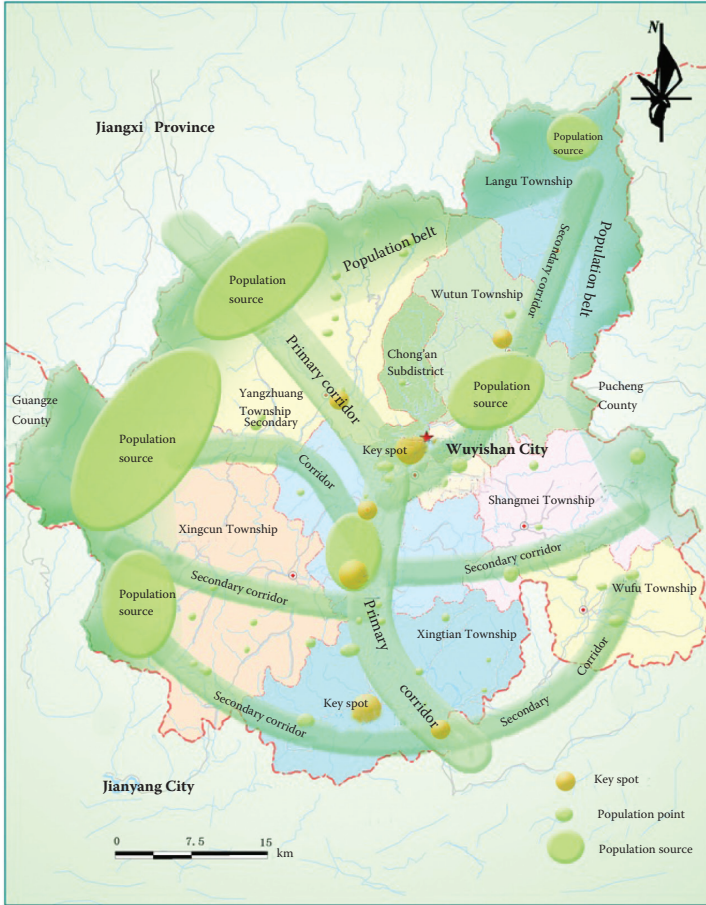 N
Jiangxi Province
Population
source
Langu Township
Population belt
Secondary corridor
Population belt
Population
source
Wutun Township
Primary corridor
Chong'an
Subdistrict
Guangze
County
Yangzhuang
Township
Secondary
Population
source
Pucheng
County
Population
source
Key spot
Wuyishan City
Corridor
Xingcun Township
Shangmei Township
Secondary corridor
Secondary corridor
Population
source
Wufu Township
Primary
corridor
Xingtian Township
Corridor
Secondary
Key spot
Secondary corridor
Jianyang City
Key spot
Population point
Population source
0 7.5 15
km